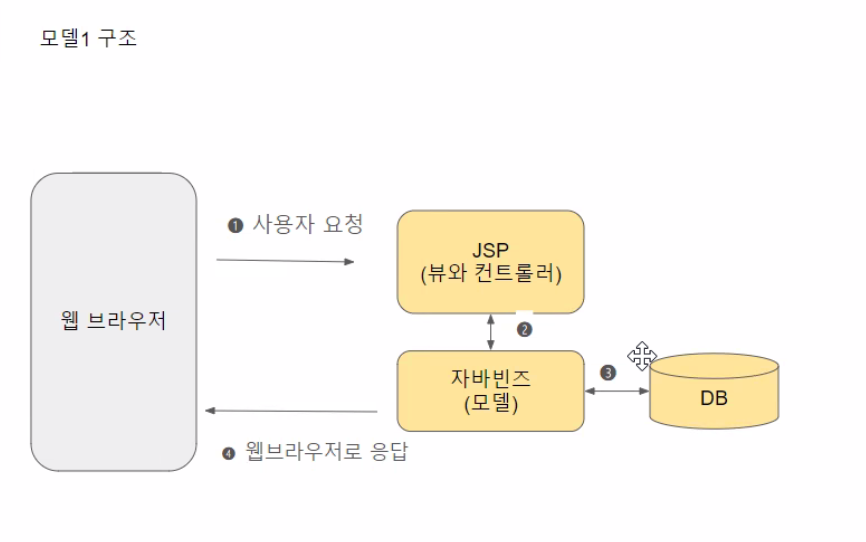 모델1 구조
❶ 사용자 요청
JSP
(뷰와 컨트롤러)
웹 브라우저
❷
❸
자바빈즈
(모델)
DB
❹ 웹브라우저로 응답